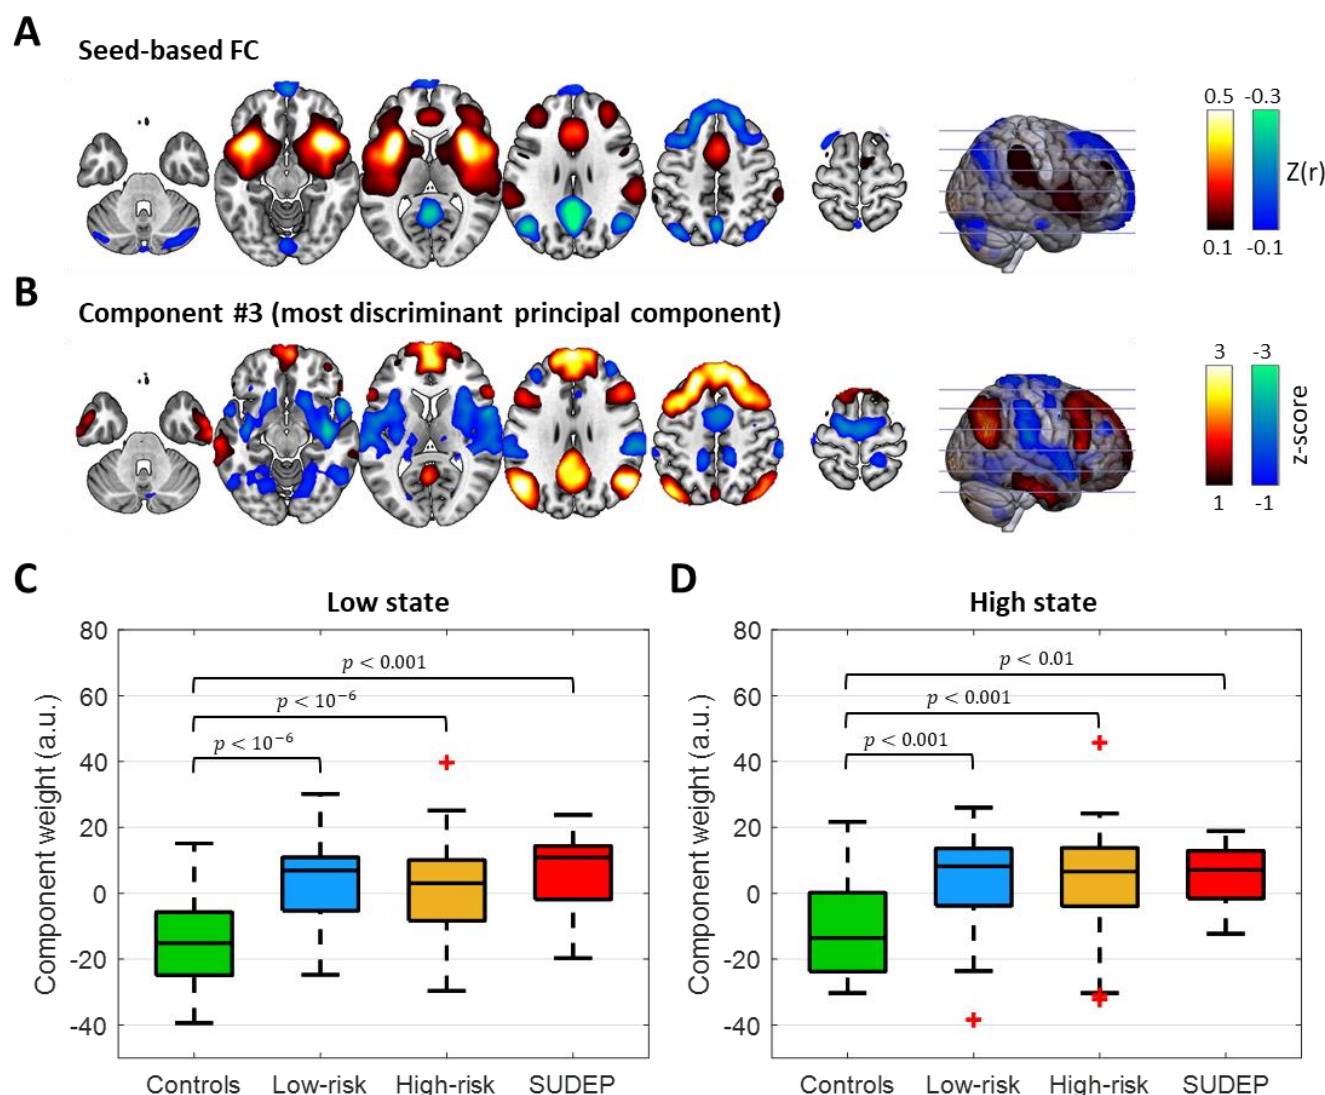 A
Seed-based FC
0.5 -0.3
Z(r)
0.1 -0.1
B
Component #3 (most discriminant principal component)
3 -3
z-score
1 -1
C
Low state
80
60
40
20
0
-20
-40
Component weight (a.u.)
p < 0.001
p < 10⁻⁶
p < 10⁻⁶
Controls Low-risk High-risk SUDEP
D
High state
80
60
40
20
0
-20
-40
Component weight (a.u.)
p < 0.01
p < 0.001
p < 0.001
Controls Low-risk High-risk SUDEP